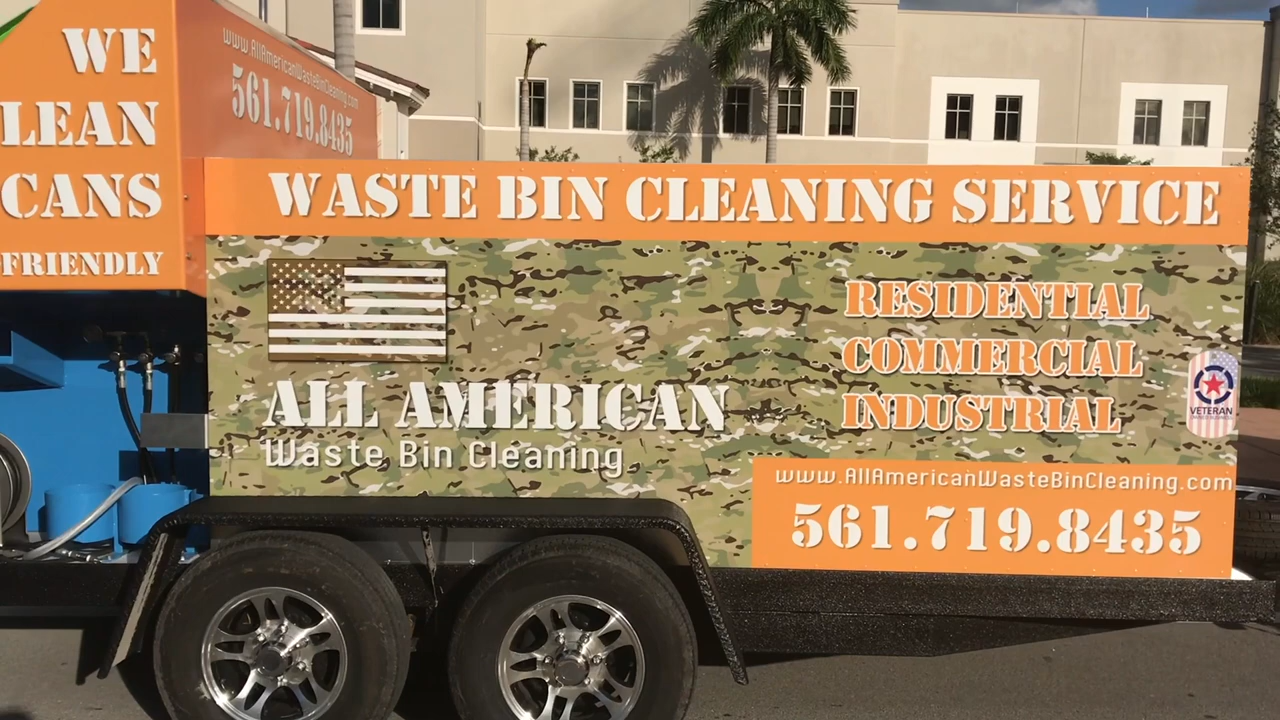 WE
LEAN
CANS
FRIENDLY
www.AllAmericanWasteBinCleaning.com
561.719.8435
WASTE BIN CLEANING SERVICE
ALL AMERICAN
Waste Bin Cleaning
RESIDENTIAL
COMMERCIAL
INDUSTRIAL
VETERAN
www.AllAmericanWasteBinCleaning.com
561.719.8435